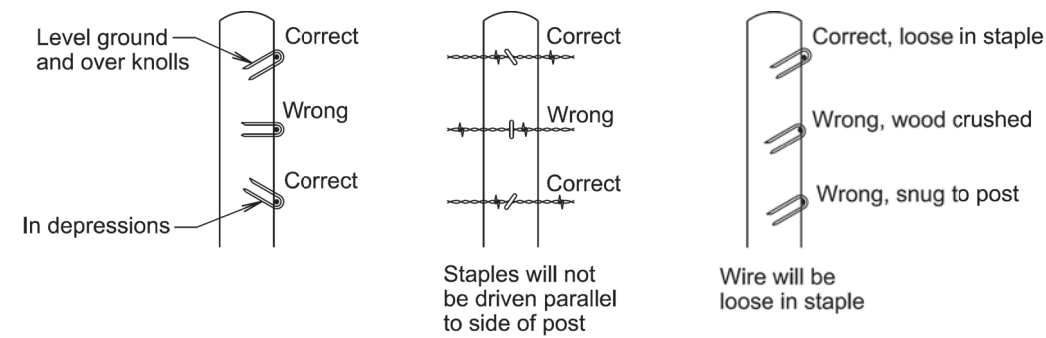 Level ground
and over knolls
Correct
Wrong
Correct
In depressions
Correct
Wrong
Correct
Staples will not
be driven parallel
to side of post
Correct, loose in staple
Wrong, wood crushed
Wrong, snug to post
Wire will be
loose in staple